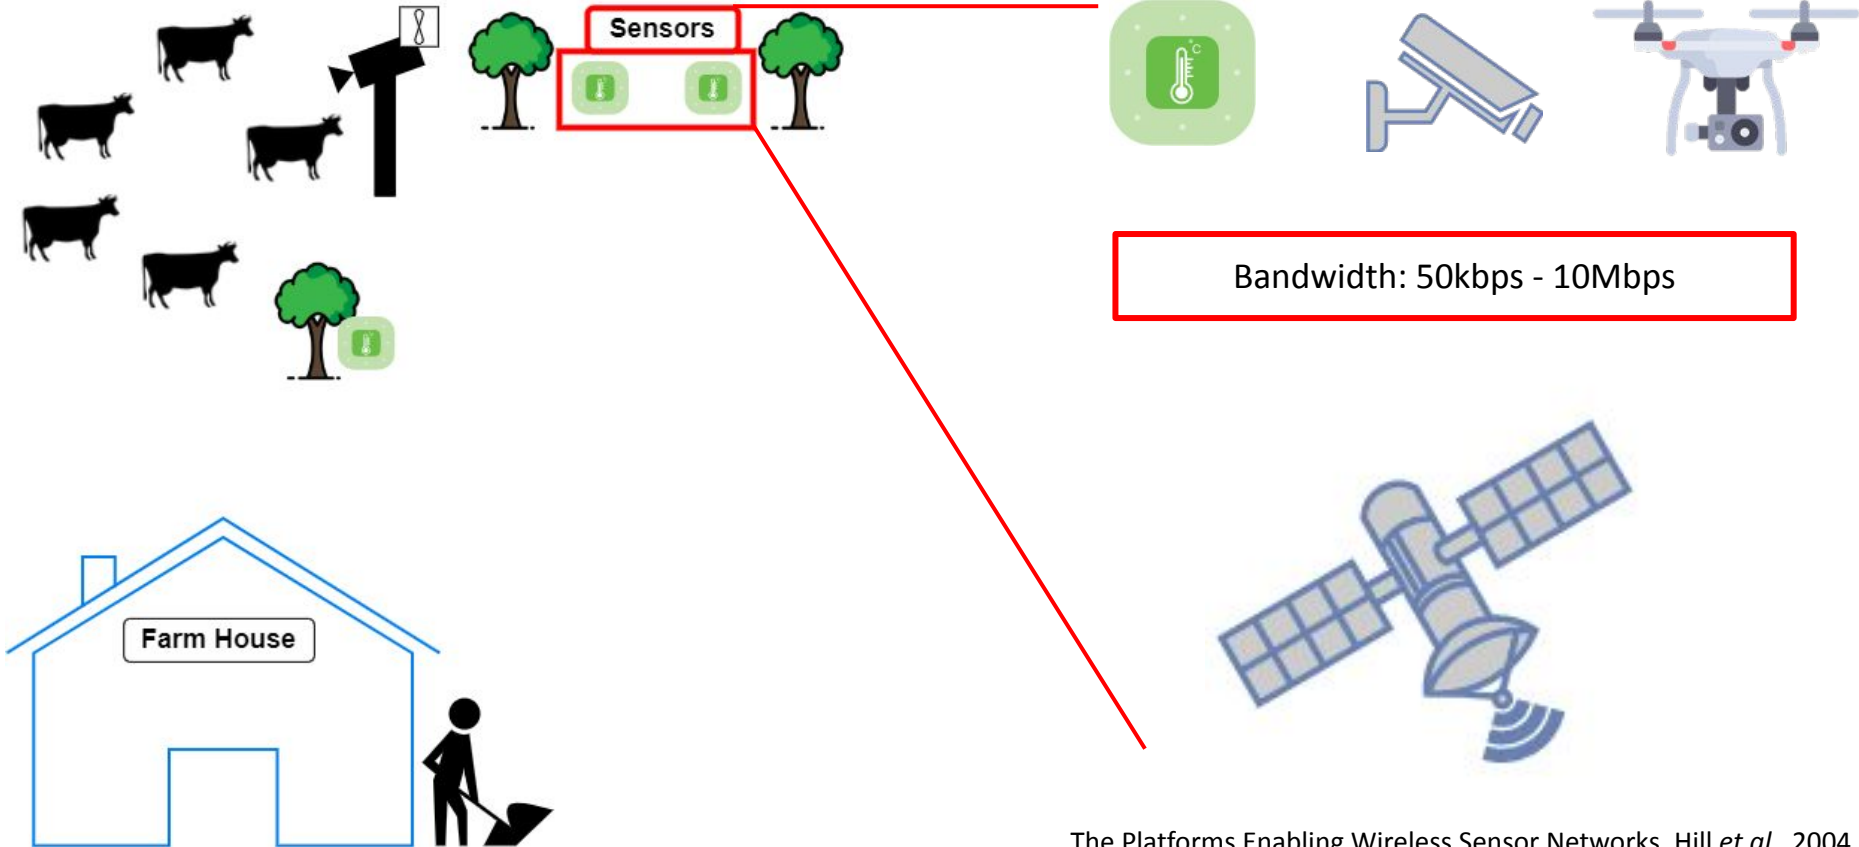 Sensors
°C
Bandwidth: 50kbps - 10Mbps
Farm House
The Platforms Enabling Wireless Sensor Networks, Hill et al., 2004